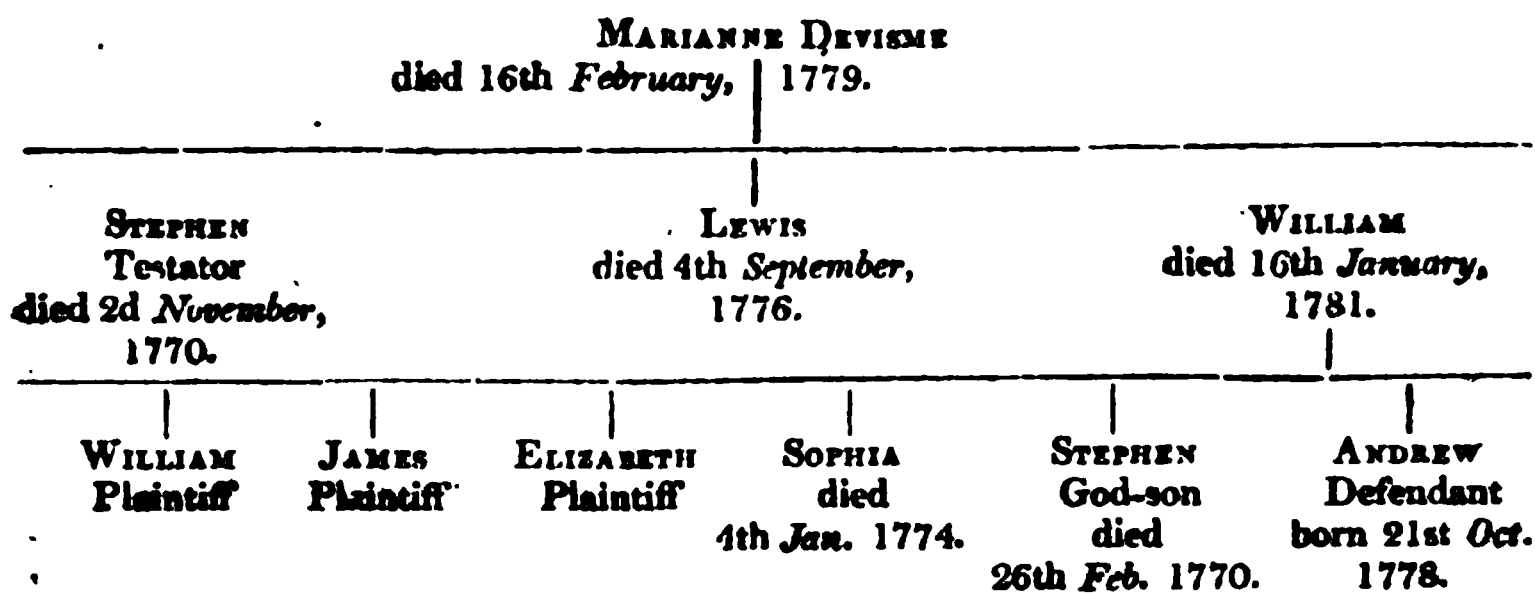 MARIANNE DEVISME
died 16th February, 1779.
STEPHEN
Testator
died 2d November,
1770.
LEWIS
died 4th September,
1776.
WILLIAM
died 16th January,
1781.
WILLIAM
Plaintiff
JAMES
Plaintiff
ELIZABETH
Plaintiff
SOPHIA
died
4th Jan. 1774.
STEPHEN
God-son
died
26th Feb. 1770.
ANDREW
Defendant
born 21st Oct.
1778.